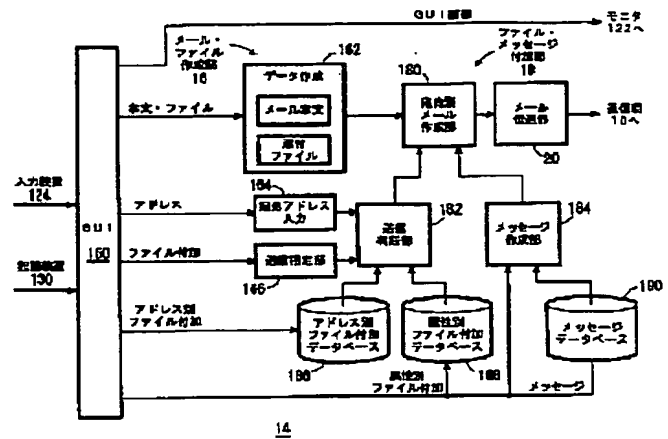 GUI画面
モニタ
122へ
メール・
ファイル
作成部
16
162
データ作成
メール本文
添付
ファイル
本文・ファイル
ファイル・
メッセージ
付加部
18
180
宛先別
メール
作成部
メール
伝送部
20
通信部
10へ
入力装置
124
記憶装置
130
GUI
160
アドレス
164
宛先アドレス
入力
ファイル付加
166
アドレス別
ファイル付加
182
送信
184
メッセージ
作成部
アドレス別
ファイル付加
データベース
186
属性別
ファイル付加
データベース
188
メッセージ
データベース
190
属性別
ファイル付加
メッセージ
14